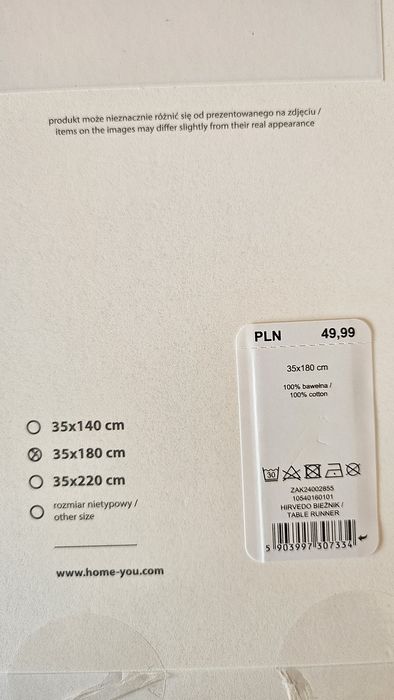 produkt może nieznacznie różnić się od prezentowanego na zdjęciu /
items on the images may differ slightly from their real appearance
PLN 49,99
35x180 cm
100% bawełna /
100% cotton
30
ZAK24002855
10540160101
HIRVEDO BIEŻNIK /
TABLE RUNNER
5 903997 307334
35x140 cm
35x180 cm
35x220 cm
rozmiar nietypowy /
other size
www.home-you.com